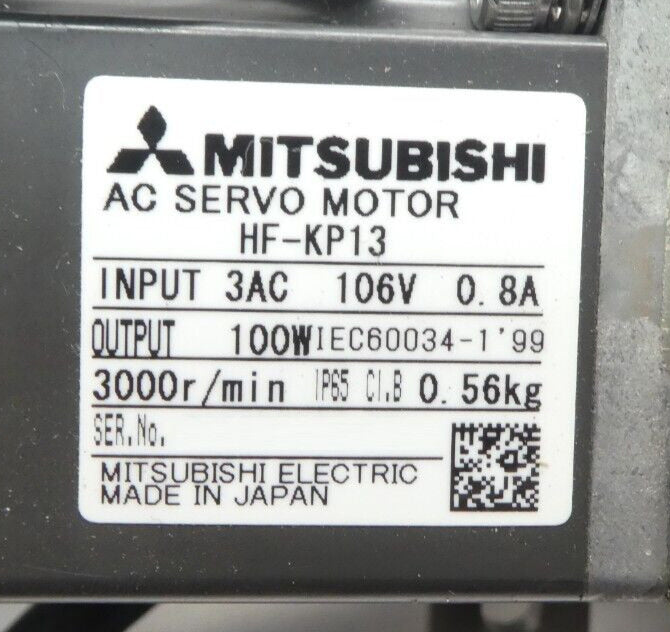 MITSUBISHI
AC SERVO MOTOR
HF-KP13
INPUT 3AC 106V 0.8A
OUTPUT 100W IEC60034-1'99
3000r/min IP65 CI.B 0.56kg
SER.No.
MITSUBISHI ELECTRIC
MADE IN JAPAN